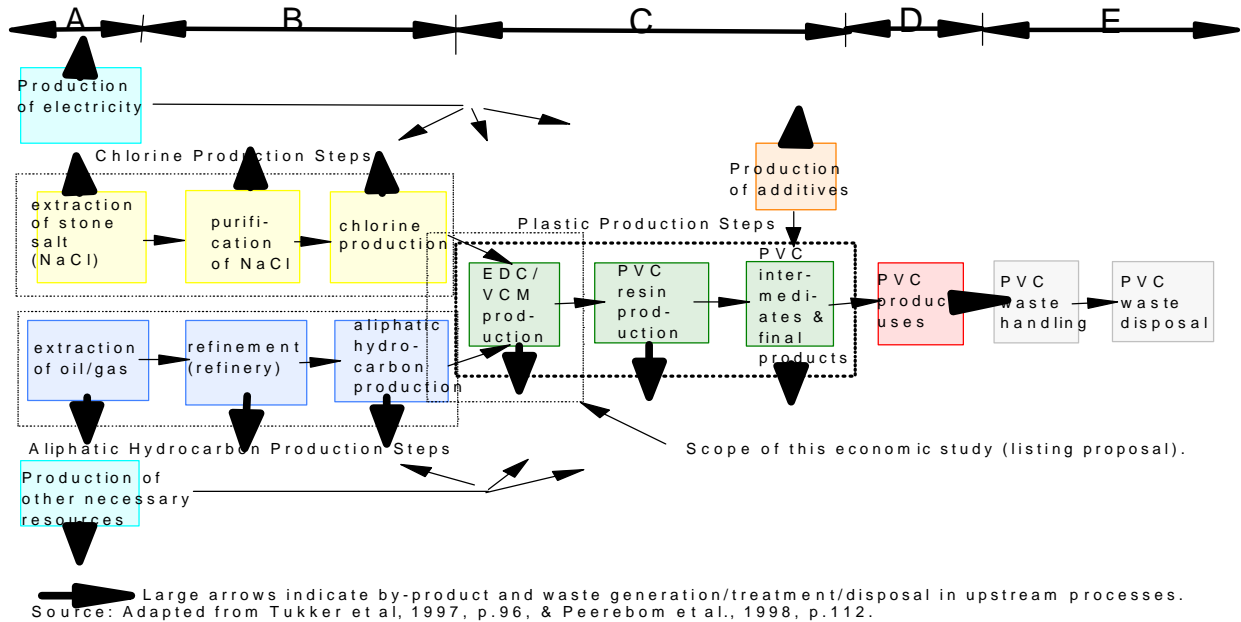 A B C D E
Production
of electricity
Chlorine Production Steps
extraction
of stone
salt
(NaCl)
purifi-
cation
of NaCl
chlorine
production
Production
of additives
Plastic Production Steps
EDC/
VCM
prod-
uction
PVC
resin
prod-
uction
PVC
inter-
medi-
ates &
final
products
PVC
product
uses
PVC
waste
handling
PVC
waste
disposal
extraction
of oil/gas
refinement
(refinery)
aliphatic
hydro-
carbon
production
Aliphatic Hydrocarbon Production Steps
Scope of this economic study (listing proposal).
Production of
other necessary
resources
Large arrows indicate by-product and waste generation/treatment/disposal in upstream processes.
Source: Adapted from Tukker et al, 1997, p.96, & Peerebom et al., 1998, p.112.